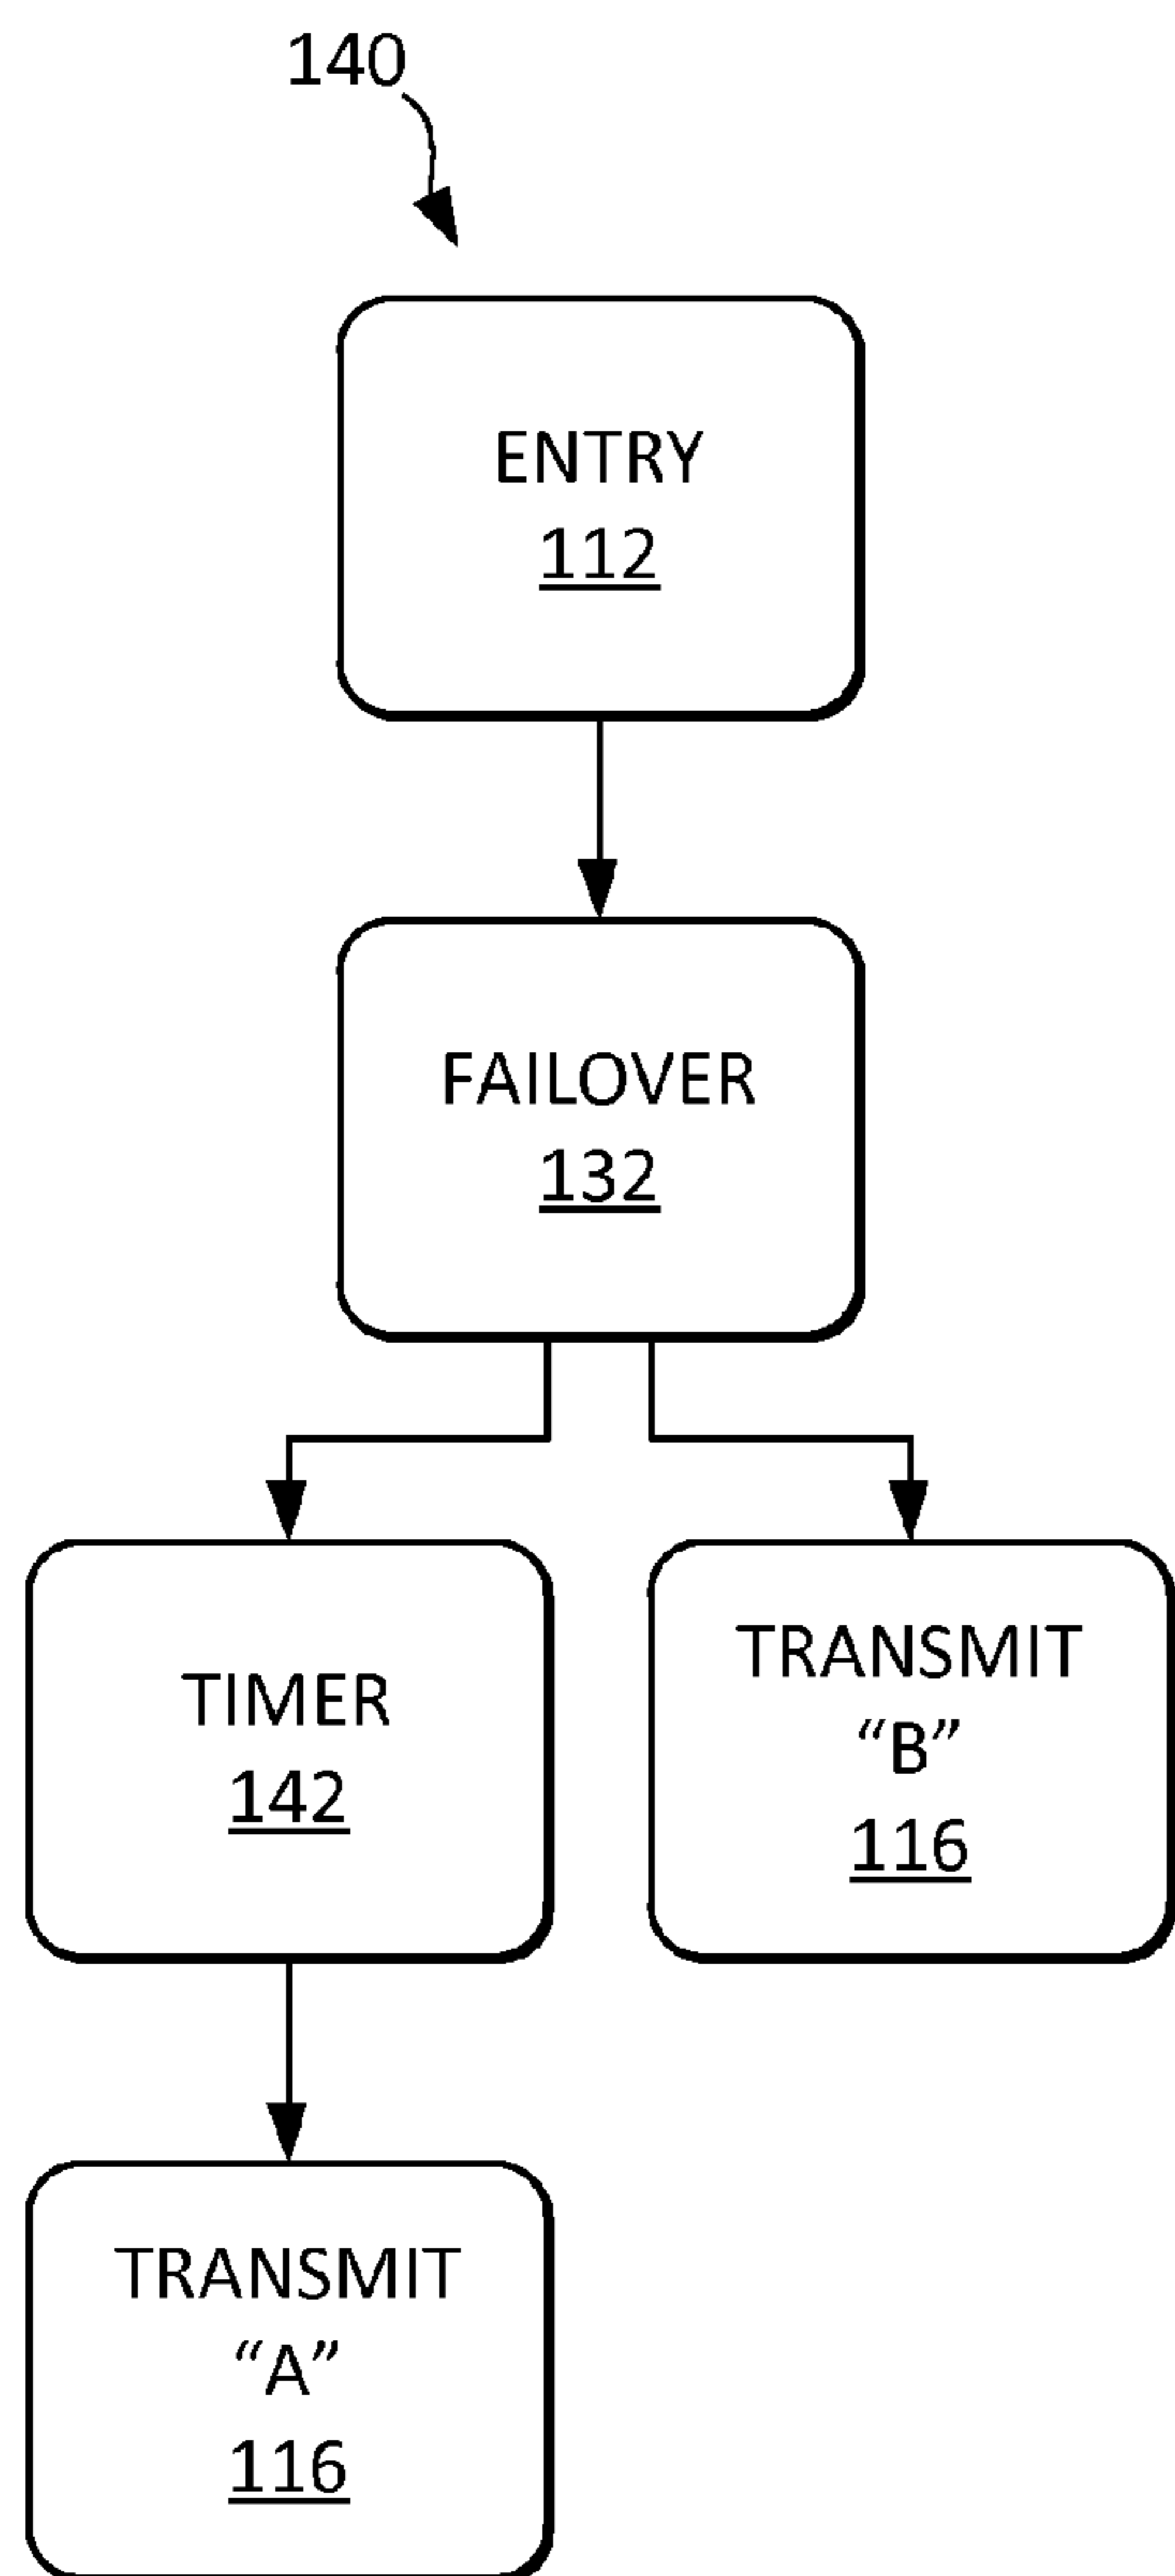 140
ENTRY
112
FAILOVER
132
TIMER
142
TRANSMIT
“B”
116
TRANSMIT
“A”
116